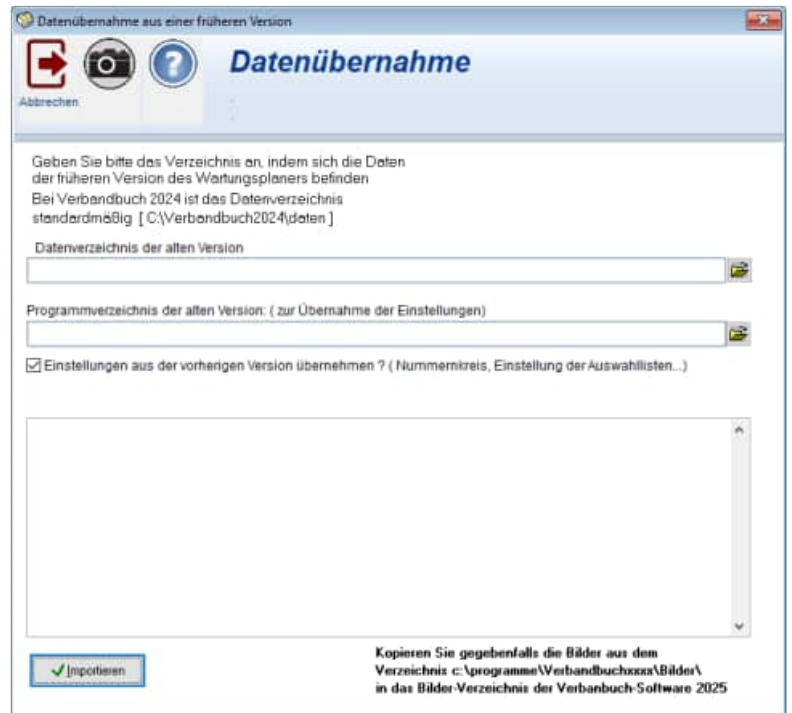 Datenübernahme aus einer früheren Version
Datenübernahme
Abbrechen
Geben Sie bitte das Verzeichnis an, indem sich die Daten
der früheren Version des Wartungsplaners befinden
Bei Verbandbuch 2024 ist das Datenverzeichnis
standardmäßig [ C:\Verbandbuch2024\daten ]
Datenverzeichnis der alten Version
Programmverzeichnis der alten Version: ( zur Übernahme der Einstellungen)
Einstellungen aus der vorherigen Version übernehmen ? ( Nummernkreis, Einstellung der Auswahllisten...)
Importieren
Kopieren Sie gegebenfalls die Bilder aus dem
Verzeichnis c:\programme\Verbandbuchxxxx\Bilder\
in das Bilder-Verzeichnis der Verbanbuch-Software 2025